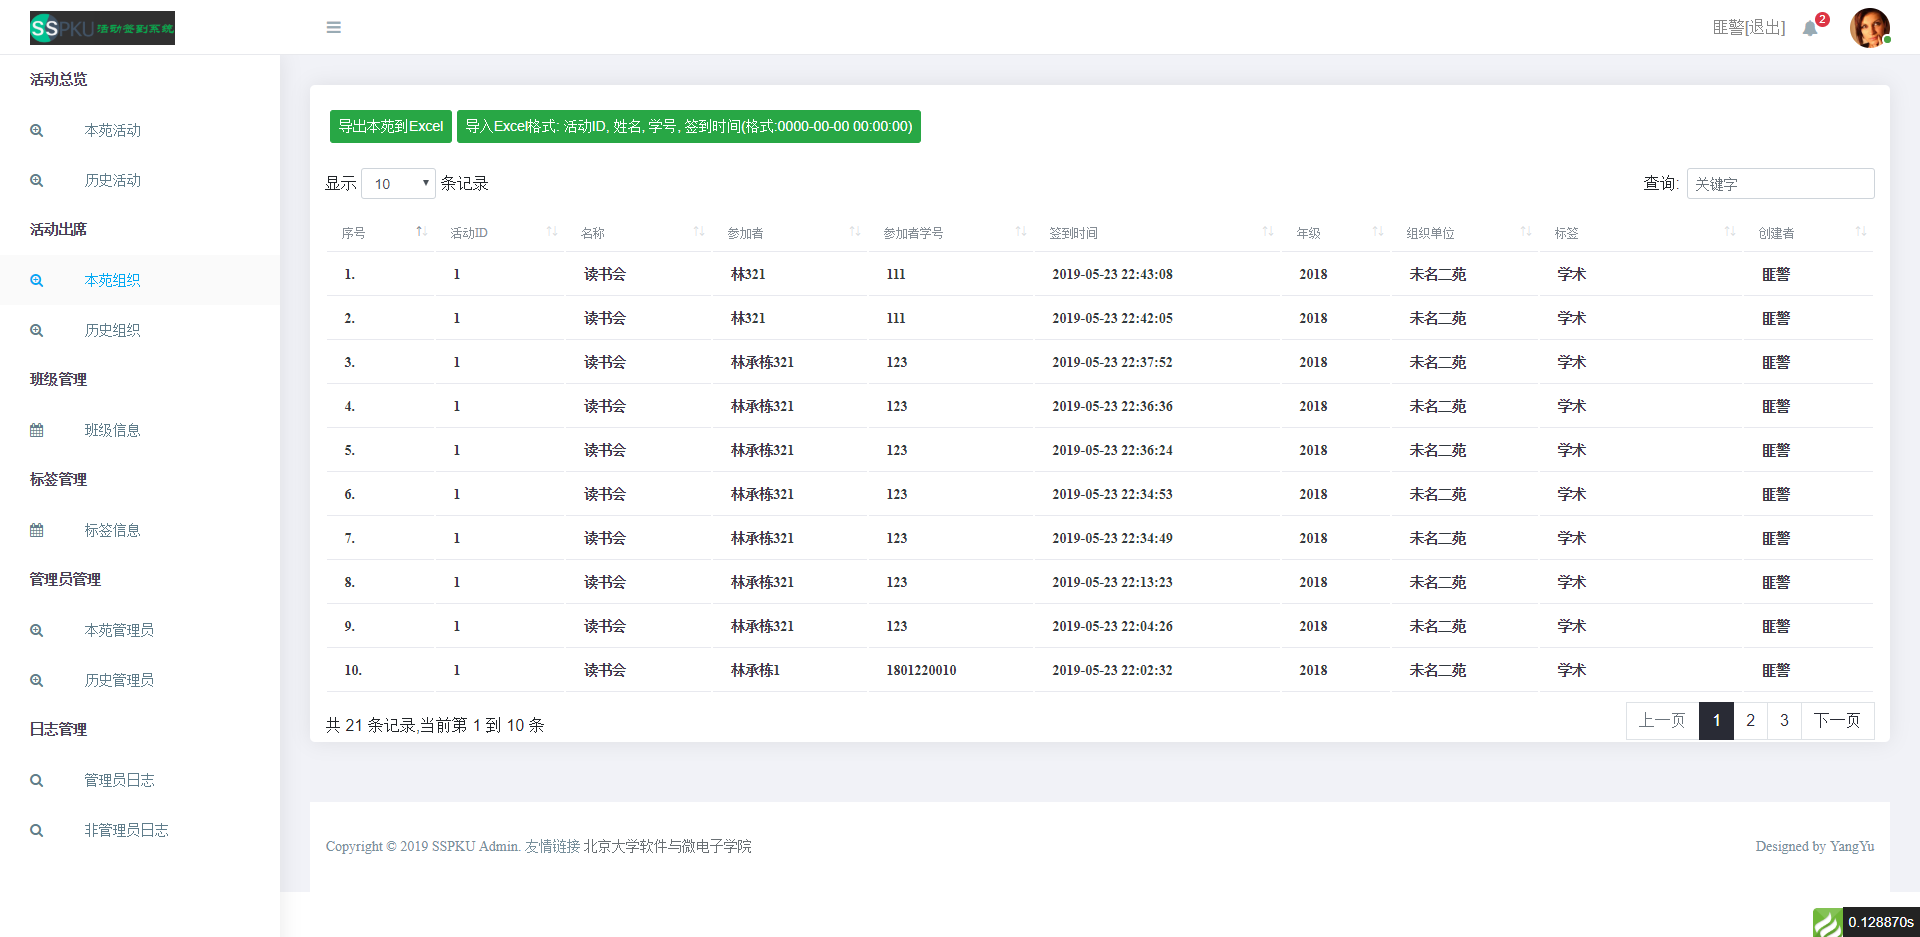 SSPKU 活动签到系统
匪警[退出] 2
活动总览
本苑活动
历史活动
活动出席
本苑组织
历史组织
班级管理
班级信息
标签管理
标签信息
管理员管理
本苑管理员
历史管理员
日志管理
管理员日志
非管理员日志
导出本苑到Excel 导入Excel格式: 活动ID, 姓名, 学号, 签到时间(格式:0000-00-00 00:00:00)
显示 10 条记录 查询: 关键字
序号 活动ID 名称 参加者 参加者学号 签到时间 年级 组织单位 标签 创建者
1. 1 读书会 林321 111 2019-05-23 22:43:08 2018 未名二苑 学术 匪警
2. 1 读书会 林321 111 2019-05-23 22:42:05 2018 未名二苑 学术 匪警
3. 1 读书会 林承栋321 123 2019-05-23 22:37:52 2018 未名二苑 学术 匪警
4. 1 读书会 林承栋321 123 2019-05-23 22:36:36 2018 未名二苑 学术 匪警
5. 1 读书会 林承栋321 123 2019-05-23 22:36:24 2018 未名二苑 学术 匪警
6. 1 读书会 林承栋321 123 2019-05-23 22:34:53 2018 未名二苑 学术 匪警
7. 1 读书会 林承栋321 123 2019-05-23 22:34:49 2018 未名二苑 学术 匪警
8. 1 读书会 林承栋321 123 2019-05-23 22:13:23 2018 未名二苑 学术 匪警
9. 1 读书会 林承栋321 123 2019-05-23 22:04:26 2018 未名二苑 学术 匪警
10. 1 读书会 林承栋1 1801220010 2019-05-23 22:02:32 2018 未名二苑 学术 匪警
共 21 条记录,当前第 1 到 10 条 上一页 1 2 3 下一页
Copyright © 2019 SSPKU Admin. 友情链接 北京大学软件与微电子学院 Designed by YangYu
0.128870s